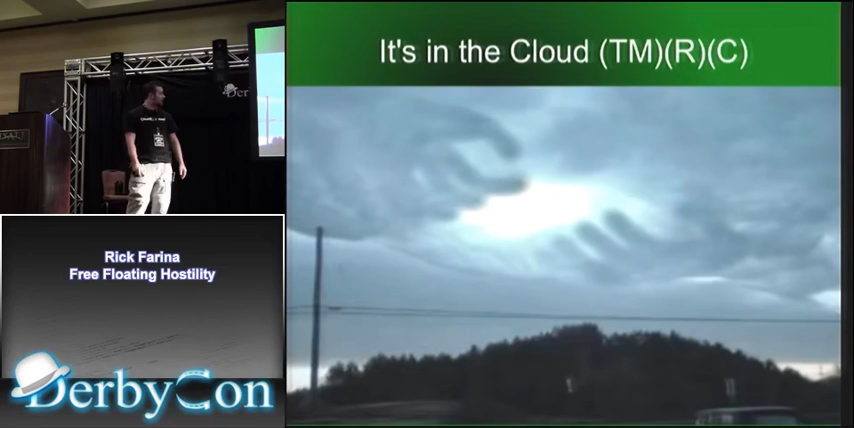 It's in the Cloud (TM)(R)(C)
Rick Farina
Free Floating Hostility
DerbyCon